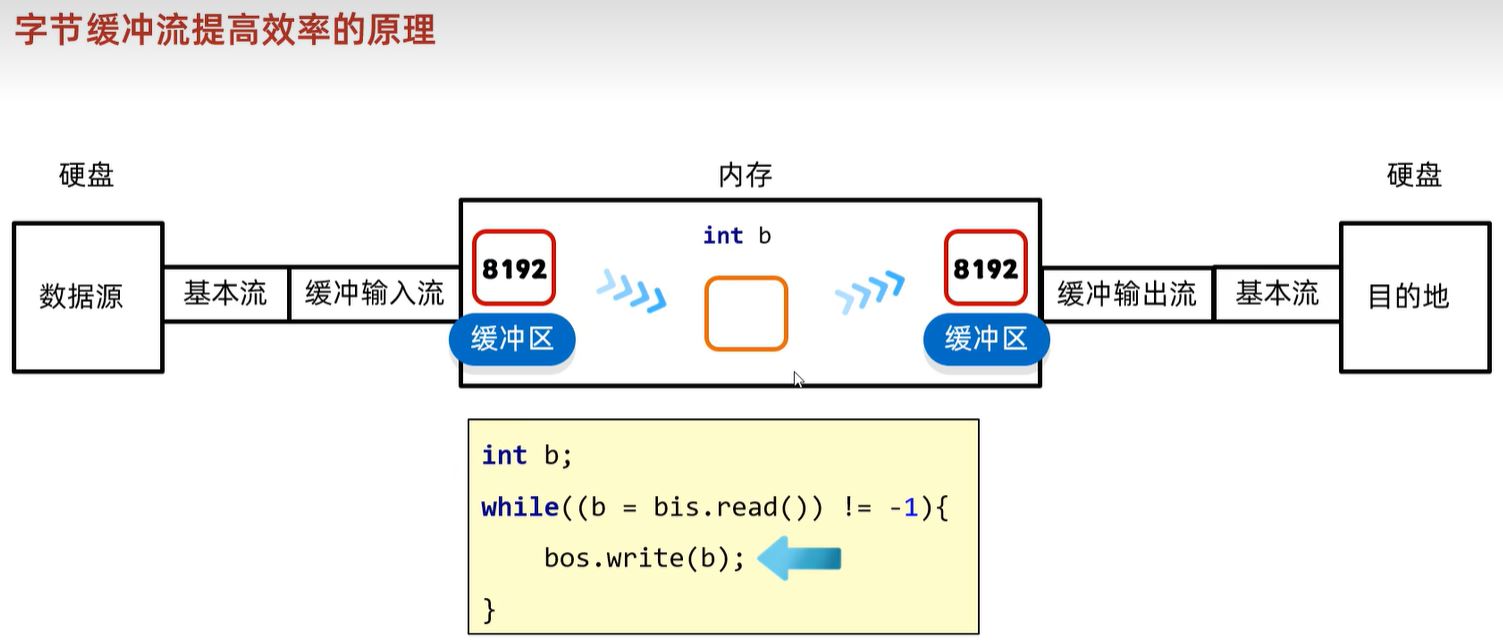 字节缓冲流提高效率的原理
硬盘
内存
硬盘
数据源
基本流
缓冲输入流
8192
缓冲区
int b
8192
缓冲区
缓冲输出流
基本流
目的地
int b;
while((b = bis.read()) != -1){
bos.write(b);
}